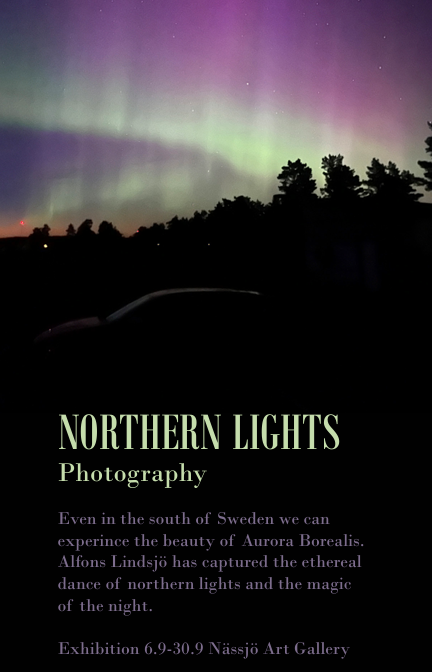 NORTHERN LIGHTS
Photography
Even in the south of Sweden we can
experince the beauty of Aurora Borealis.
Alfons Lindsjö has captured the ethereal
dance of northern lights and the magic
of the night.
Exhibition 6.9-30.9 Nässjö Art Gallery